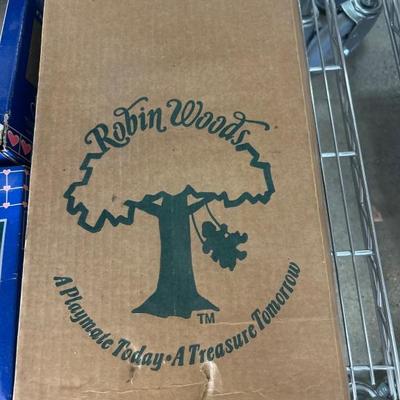 Robin Woods
TM
A Playmate Today • A Treasure Tomorrow